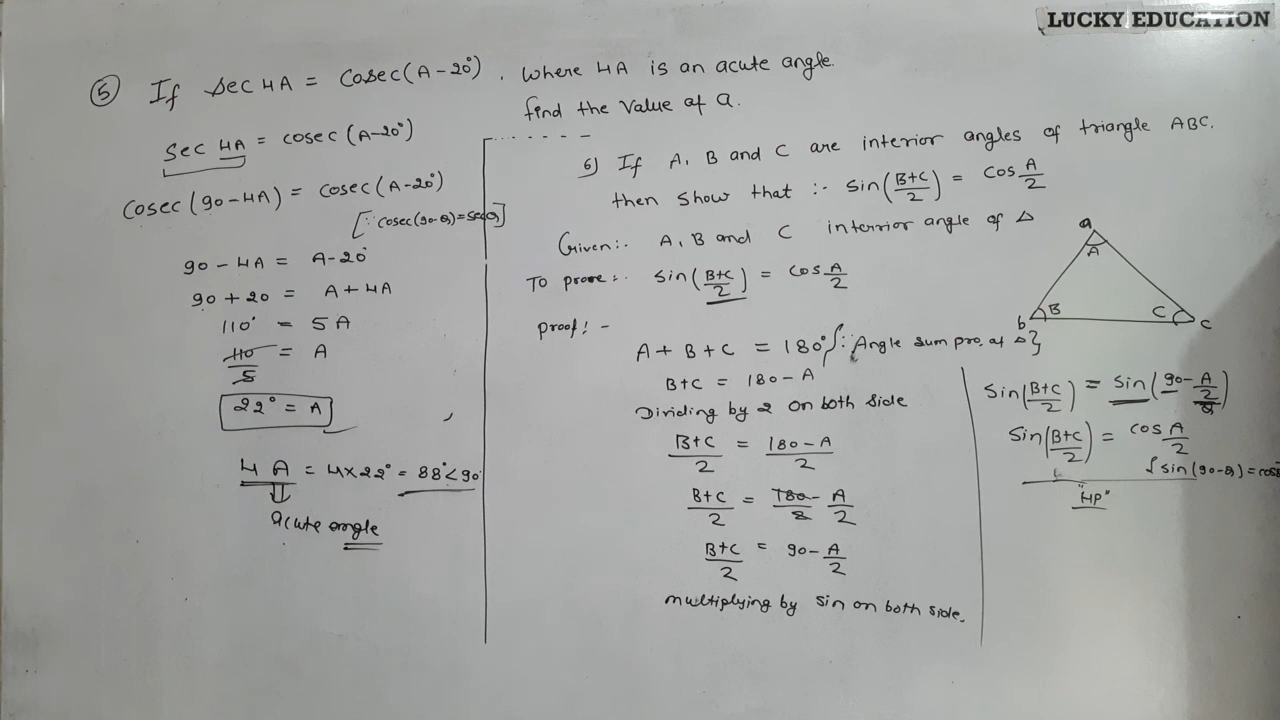 LUCKY EDUCATION
⑤ If sec 4A = cosec(A-20°), where 4A is an acute angle.
find the value of a.
sec 4A = cosec (A-20°)
cosec (90-4A) = cosec (A-20°)
[∵ cosec(90-θ)=secθ]
90 - 4A = A-20°
90 + 20 = A + 4A
110° = 5A
110/5 = A
22° = A
4A = 4×22° = 88°<90
⇓
acute angle
6) If A, B and C are interior angles of triangle ABC.
then show that :- sin((B+C)/2) = cos A/2
Given:- A, B and C interior angle of Δ
To prove:- sin((B+C)/2) = cos A/2
proof:-
A + B + C = 180° {∵ Angle sum pro. of Δ}
B+C = 180 - A
Dividing by 2 on both side
(B+C)/2 = (180-A)/2
(B+C)/2 = 180/2 - A/2
(B+C)/2 = 90 - A/2
multiplying by sin on both side.
sin((B+C)/2) = sin(90 - A/2)
sin((B+C)/2) = cos A/2
{sin(90-θ) = cosθ
"HP"
a
A
b
B
C
c